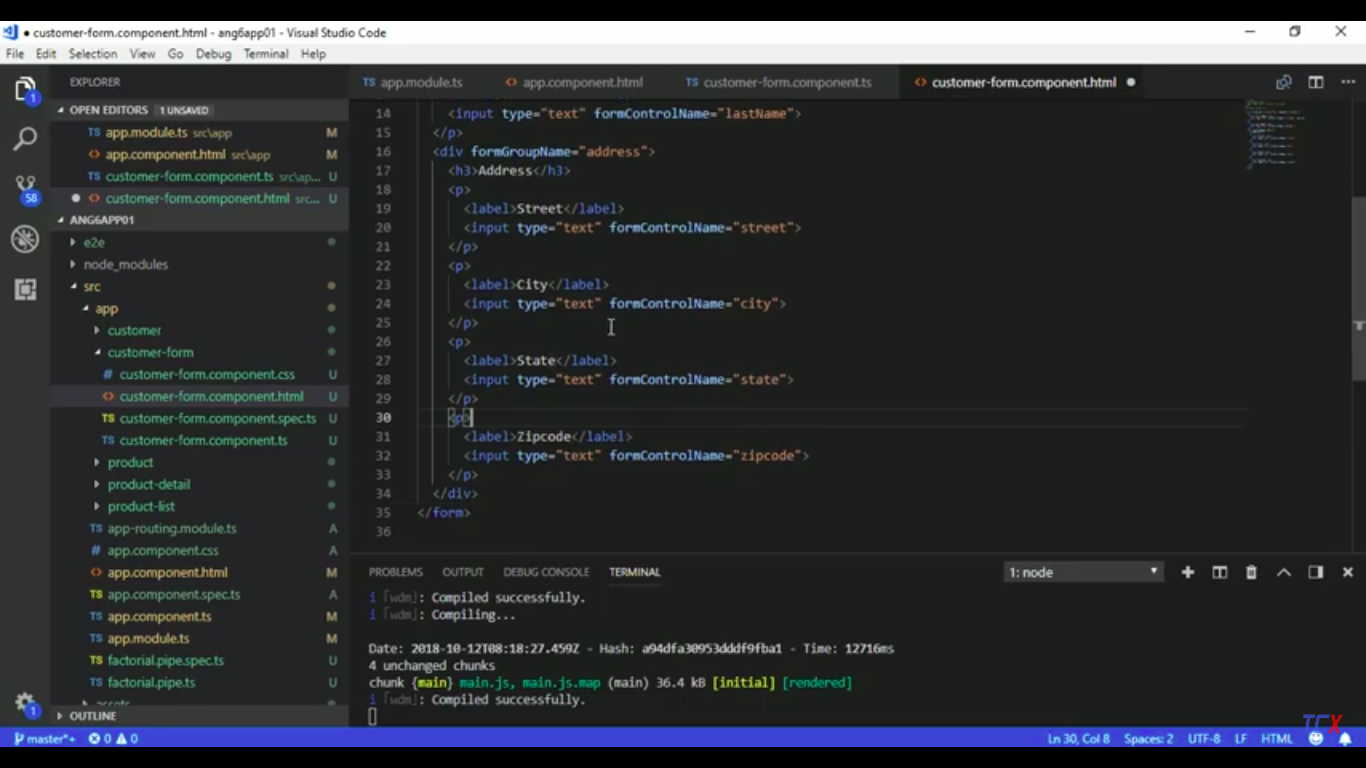 ● customer-form.component.html - ang6app01 - Visual Studio Code
File Edit Selection View Go Debug Terminal Help
EXPLORER
OPEN EDITORS 1 UNSAVED
TS app.module.ts src\app M
<> app.component.html src\app M
TS customer-form.component.ts src\ap... U
● <> customer-form.component.html src... U
ANG6APP01
e2e
node_modules
src
app
customer
customer-form
# customer-form.component.css U
<> customer-form.component.html U
TS customer-form.component.spec.ts U
TS customer-form.component.ts U
product
product-detail
product-list
TS app-routing.module.ts A
# app.component.css A
<> app.component.html M
TS app.component.spec.ts A
TS app.component.ts M
TS app.module.ts M
TS factorial.pipe.spec.ts U
TS factorial.pipe.ts U
OUTLINE
1
58
1
TS app.module.ts <> app.component.html TS customer-form.component.ts <> customer-form.component.html ●
14 <input type="text" formControlName="lastName">
15 </p>
16 <div formGroupName="address">
17 <h3>Address</h3>
18 <p>
19 <label>Street</label>
20 <input type="text" formControlName="street">
21 </p>
22 <p>
23 <label>City</label>
24 <input type="text" formControlName="city">
25 </p>
26 <p>
27 <label>State</label>
28 <input type="text" formControlName="state">
29 </p>
30 <p>
31 <label>Zipcode</label>
32 <input type="text" formControlName="zipcode">
33 </p>
34 </div>
35 </form>
36
PROBLEMS OUTPUT DEBUG CONSOLE TERMINAL 1: node
i ｢wdm｣: Compiled successfully.
i ｢wdm｣: Compiling...
Date: 2018-10-12T08:18:27.459Z - Hash: a94dfa30953dddf9fba1 - Time: 12716ms
4 unchanged chunks
chunk {main} main.js, main.js.map (main) 36.4 kB [initial] [rendered]
i ｢wdm｣: Compiled successfully.
TCX
master*+ 0 0 Ln 30, Col 8 Spaces: 2 UTF-8 LF HTML